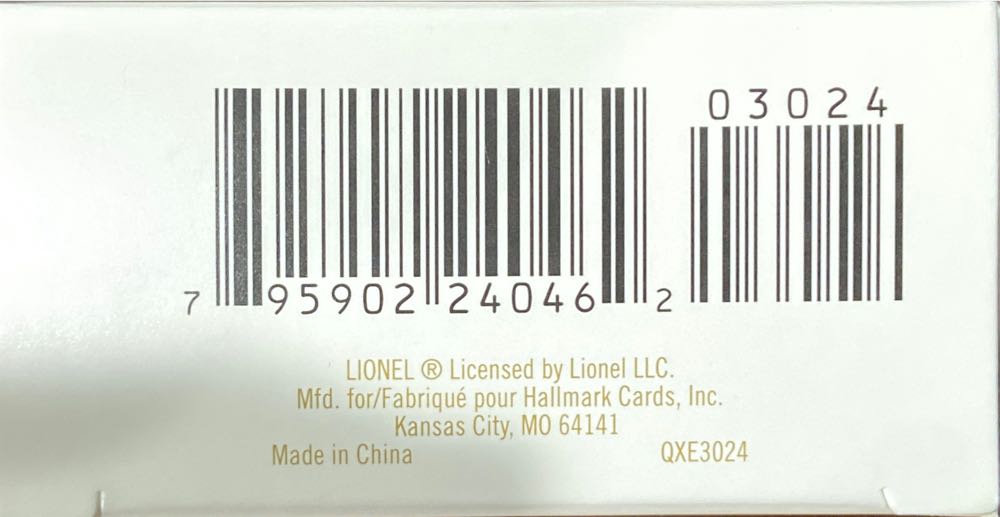 03024
7 95902 24046 2
LIONEL ® Licensed by Lionel LLC.
Mfd. for/Fabriqué pour Hallmark Cards, Inc.
Kansas City, MO 64141
Made in China QXE3024